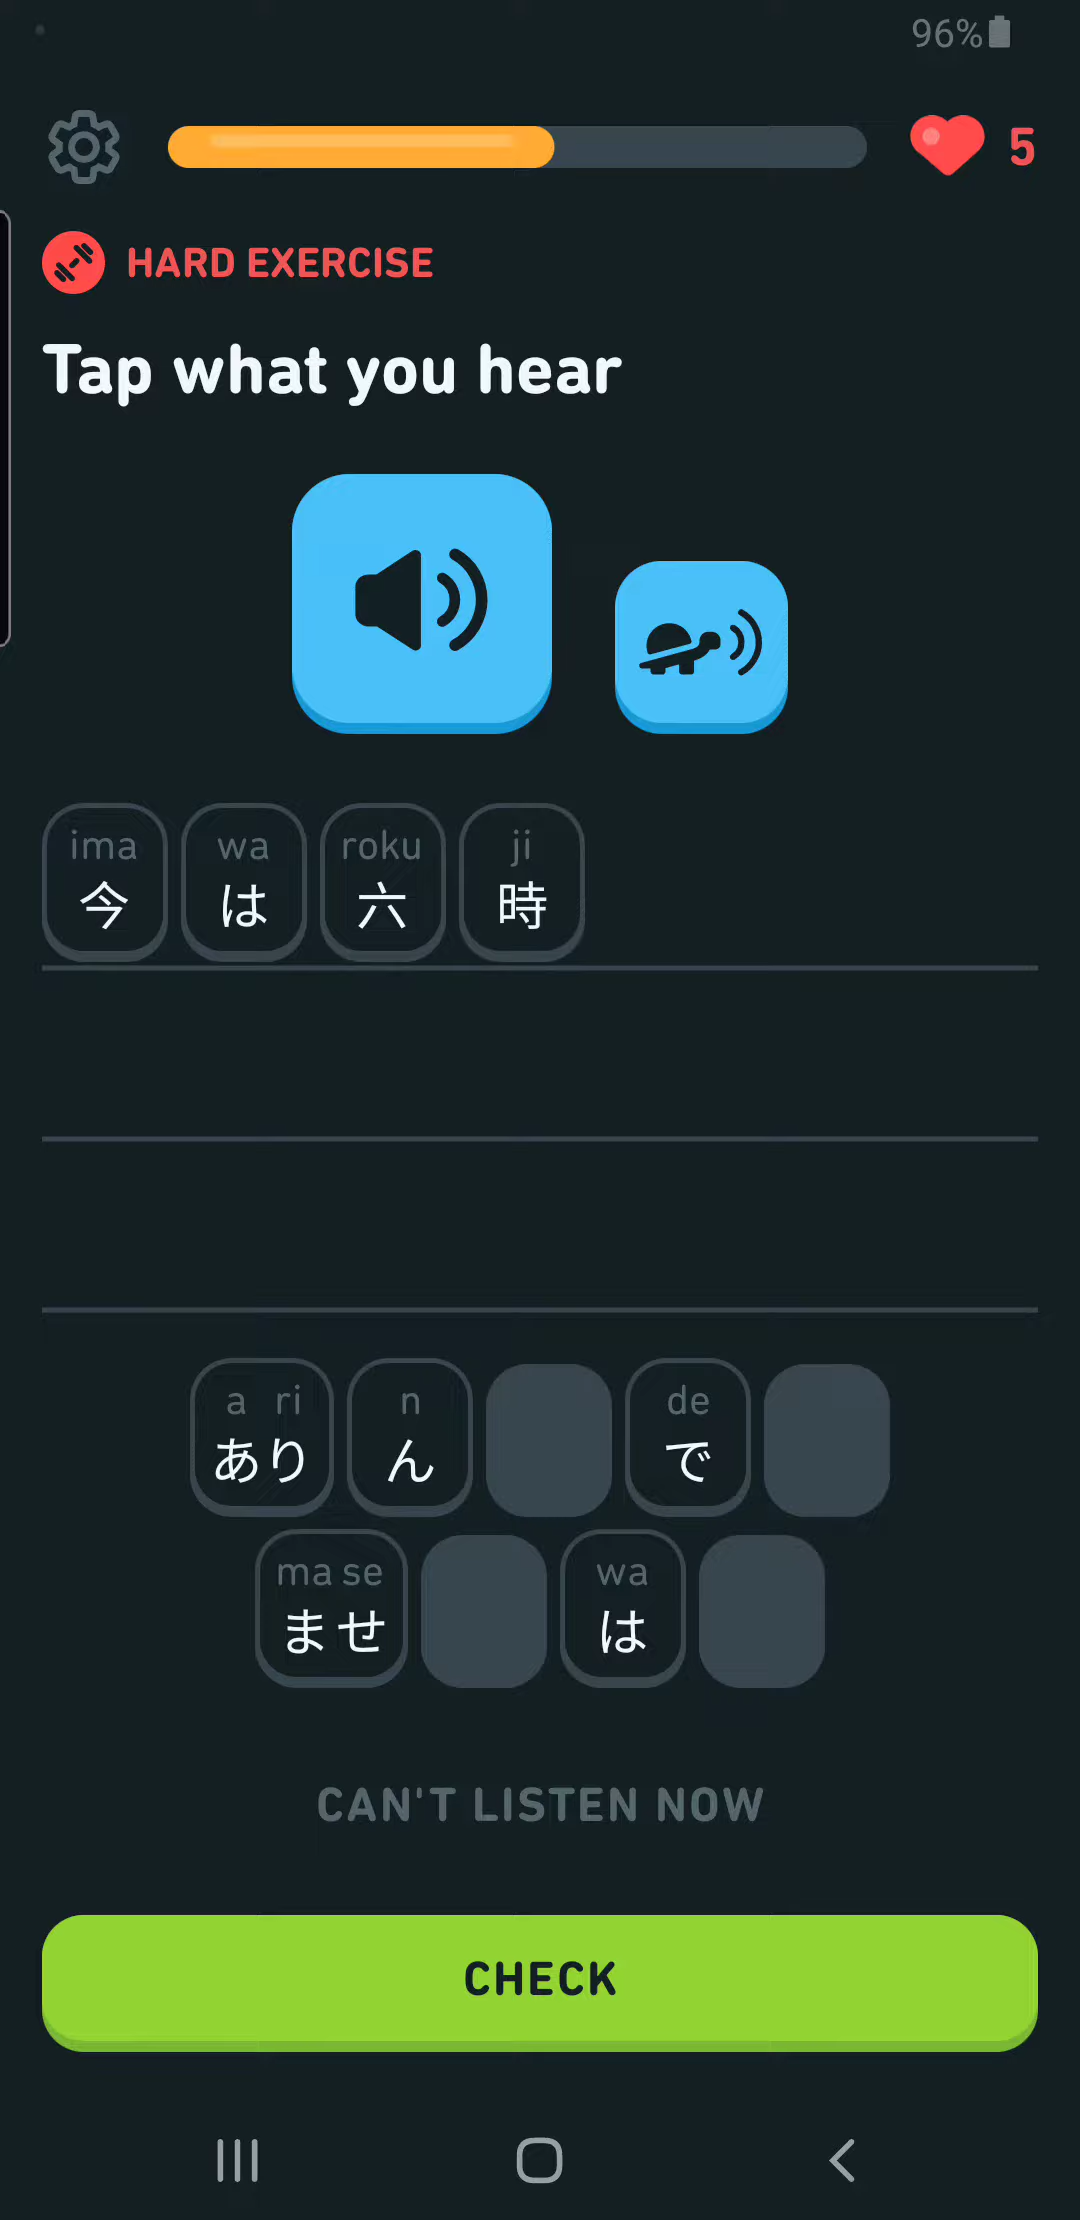 96%
5
HARD EXERCISE
Tap what you hear
ima wa roku ji
今 は 六 時
a ri n de
あり ん で
ma se wa
ませ は
CAN'T LISTEN NOW
CHECK